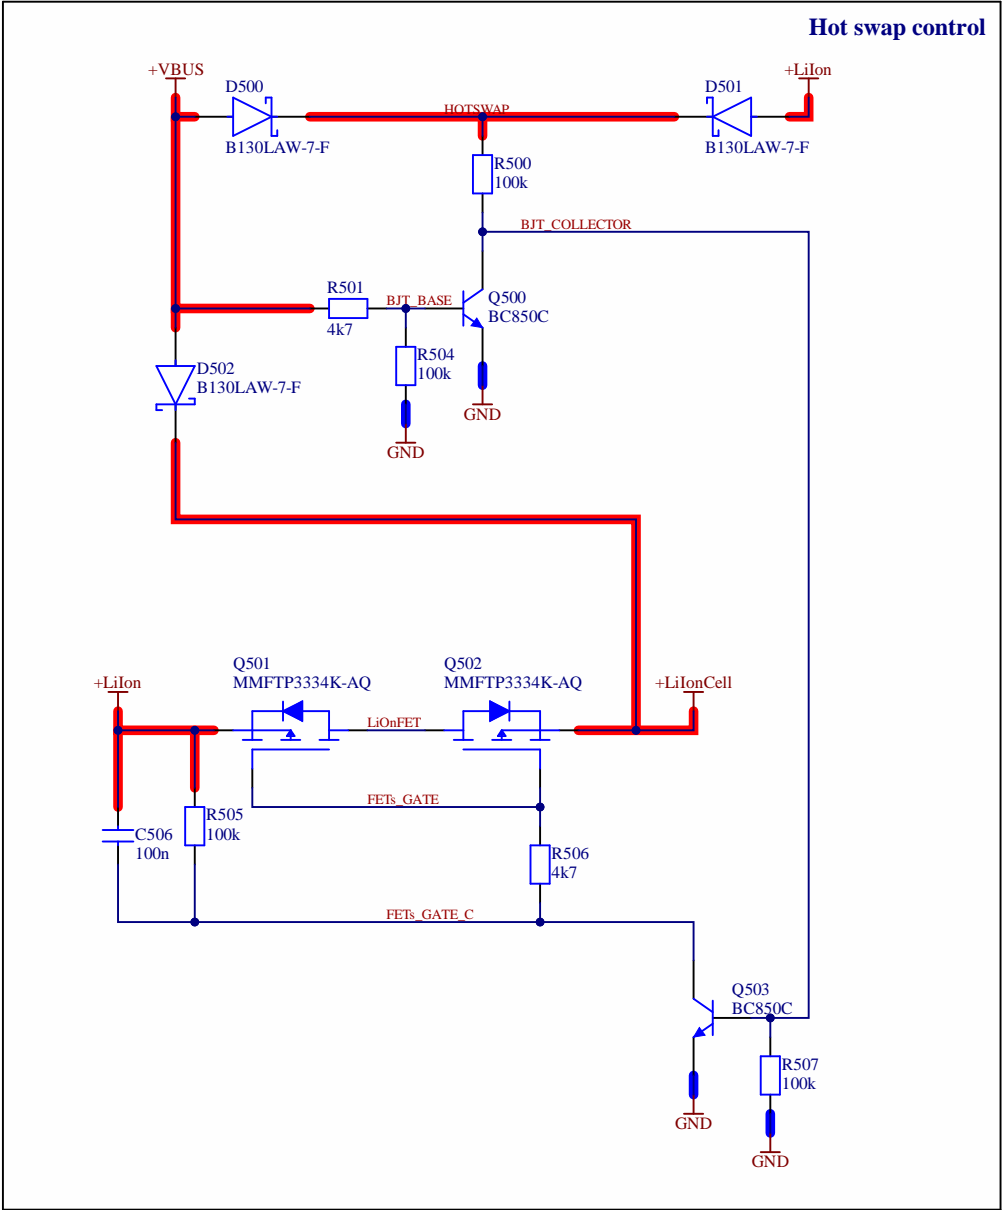 Hot swap control
+VBUS
+LiIon
D500
D501
HOTSWAP
B130LAW-7-F
B130LAW-7-F
R500
100k
BJT_COLLECTOR
R501
BJT_BASE
Q500
BC850C
4k7
R504
100k
D502
B130LAW-7-F
GND
GND
Q501
MMFTP3334K-AQ
Q502
MMFTP3334K-AQ
+LiIon
+LiIonCell
LiOnFET
FETs_GATE
R505
100k
C506
100n
R506
4k7
FETs_GATE_C
Q503
BC850C
R507
100k
GND
GND